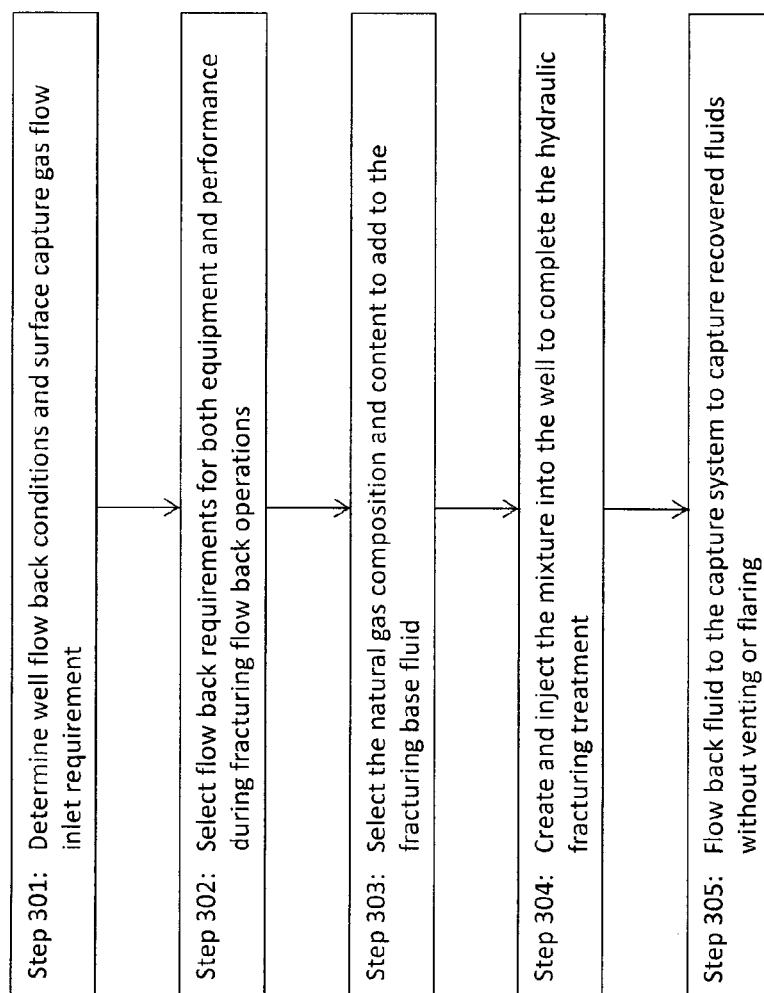 Step 301: Determine well flow back conditions and surface capture gas flow
inlet requirement
Step 302: Select flow back requirements for both equipment and performance
during fracturing flow back operations
Step 303: Select the natural gas composition and content to add to the
fracturing base fluid
Step 304: Create and inject the mixture into the well to complete the hydraulic
fracturing treatment
Step 305: Flow back fluid to the capture system to capture recovered fluids
without venting or flaring